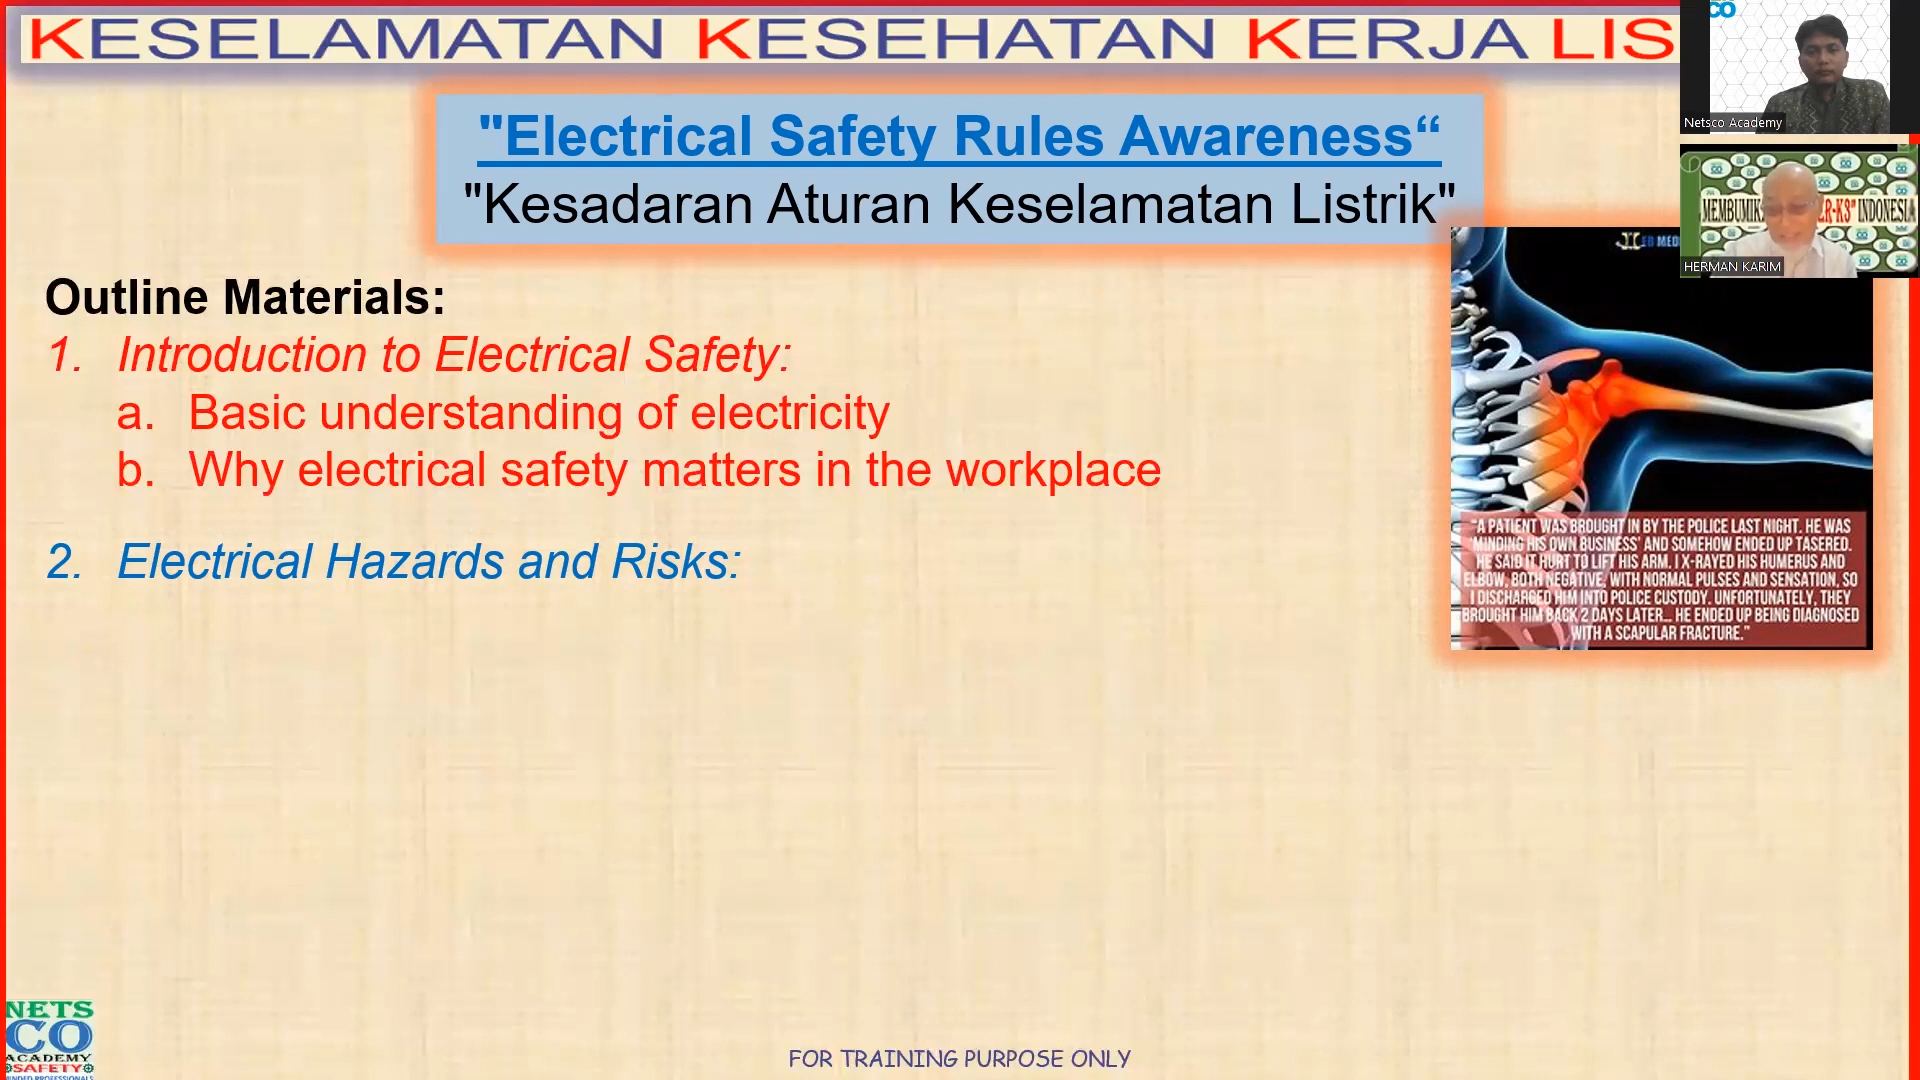 KESELAMATAN KESEHATAN KERJA LIS
CO
Netsco Academy
"Electrical Safety Rules Awareness“
"Kesadaran Aturan Keselamatan Listrik"
INDONESIA
HERMAN KARIM
Outline Materials:
1. Introduction to Electrical Safety:
a. Basic understanding of electricity
b. Why electrical safety matters in the workplace
2. Electrical Hazards and Risks:
"A PATIENT WAS BROUGHT IN BY THE POLICE LAST NIGHT. HE WAS
'MINDING HIS OWN BUSINESS' AND SOMEHOW ENDED UP TASERED.
HE SAID IT HURT TO LIFT HIS ARM. I X-RAYED HIS HUMERUS AND
ELBOW, BOTH NEGATIVE, WITH NORMAL PULSES AND SENSATION, SO
I DISCHARGED HIM INTO POLICE CUSTODY. UNFORTUNATELY, THEY
BROUGHT HIM BACK 2 DAYS LATER... HE ENDED UP BEING DIAGNOSED
WITH A SCAPULAR FRACTURE."
NETS
CO
ACADEMY
SAFETY
MINDED PROFESSIONALS
FOR TRAINING PURPOSE ONLY